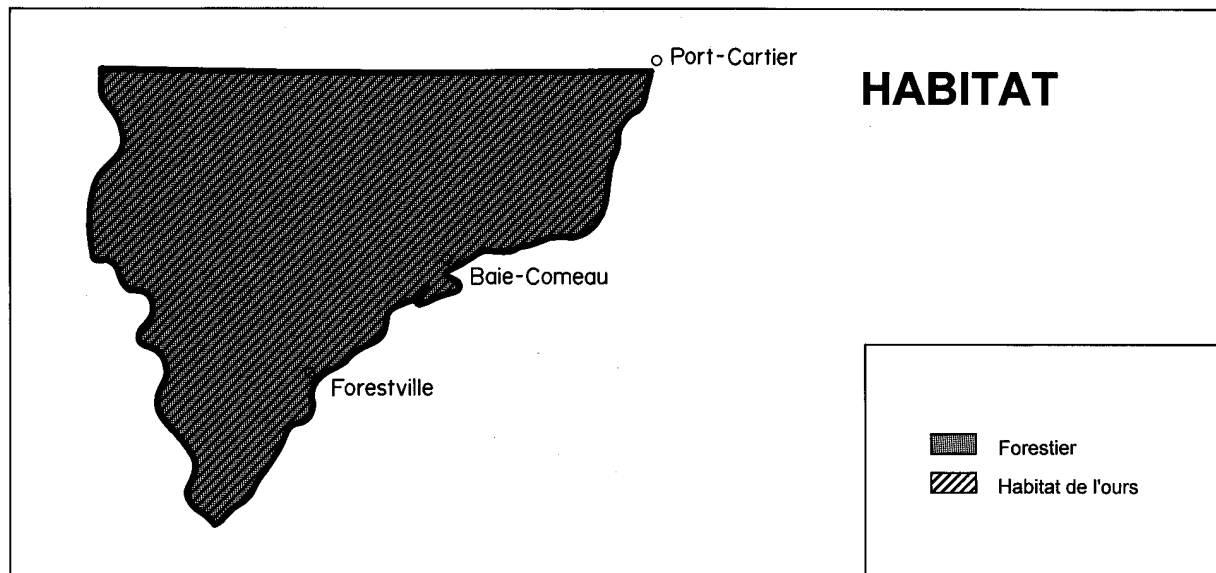 Port-Cartier
HABITAT
Baie-Comeau
Forestville
Forestier
Habitat de l'ours